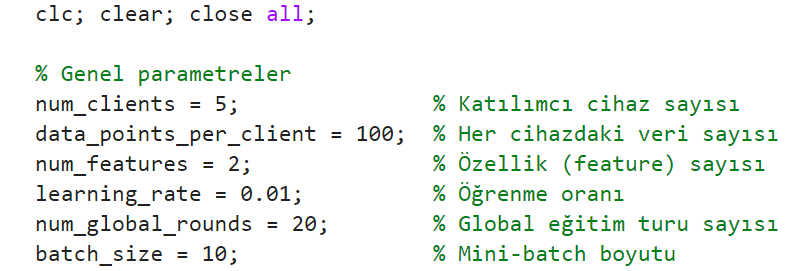 clc; clear; close all;
% Genel parametreler
num_clients = 5; % Katılımcı cihaz sayısı
data_points_per_client = 100; % Her cihazdaki veri sayısı
num_features = 2; % Özellik (feature) sayısı
learning_rate = 0.01; % Öğrenme oranı
num_global_rounds = 20; % Global eğitim turu sayısı
batch_size = 10; % Mini-batch boyutu